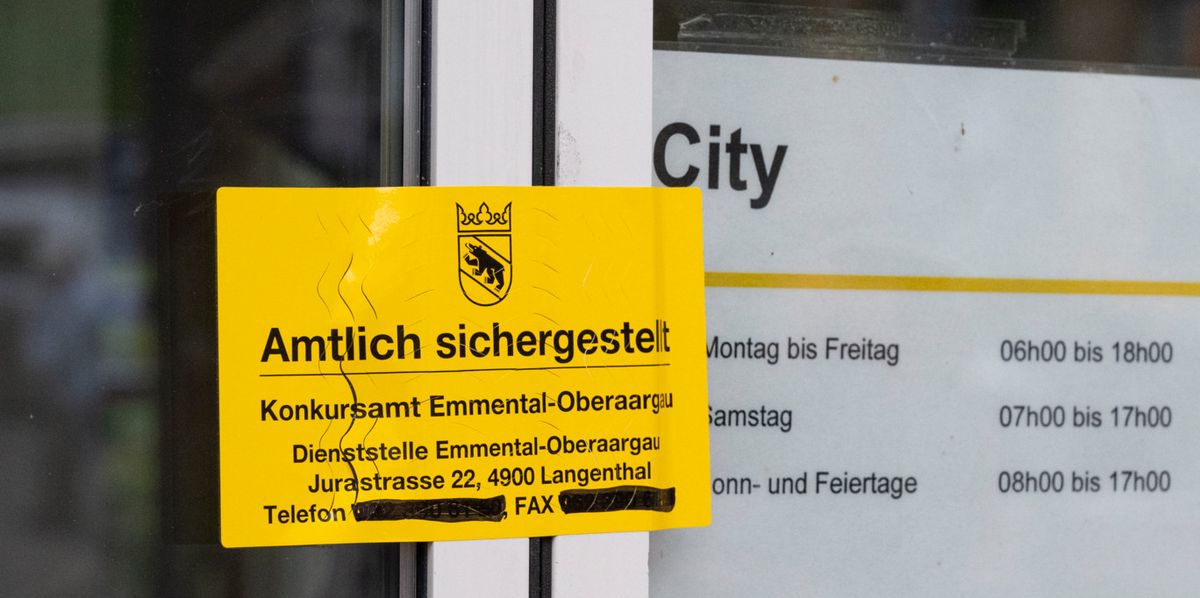 City
Amtlich sichergestellt
Konkursamt Emmental-Oberaargau
Dienststelle Emmental-Oberaargau
Jurastrasse 22, 4900 Langenthal
Telefon , FAX
Montag bis Freitag 06h00 bis 18h00
Samstag 07h00 bis 17h00
onn- und Feiertage 08h00 bis 17h00